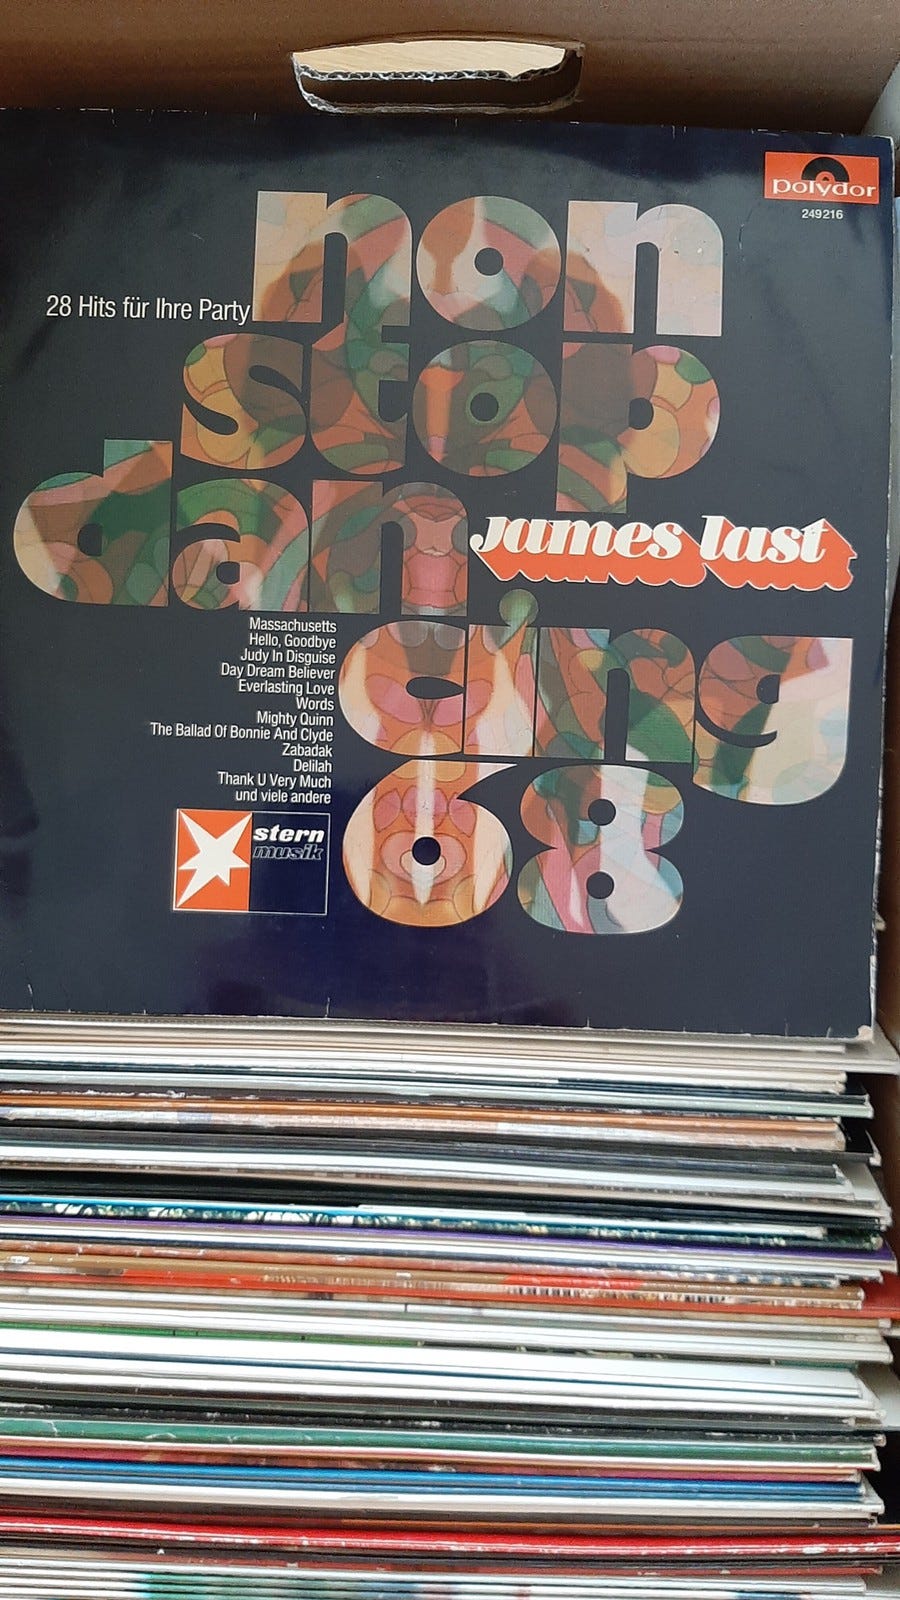 polydor
249216
28 Hits für Ihre Party
non
stop
dan
cing
68
james last
Massachusetts
Hello, Goodbye
Judy In Disguise
Day Dream Believer
Everlasting Love
Words
Mighty Quinn
The Ballad Of Bonnie And Clyde
Zabadak
Delilah
Thank U Very Much
und viele andere
stern
musik